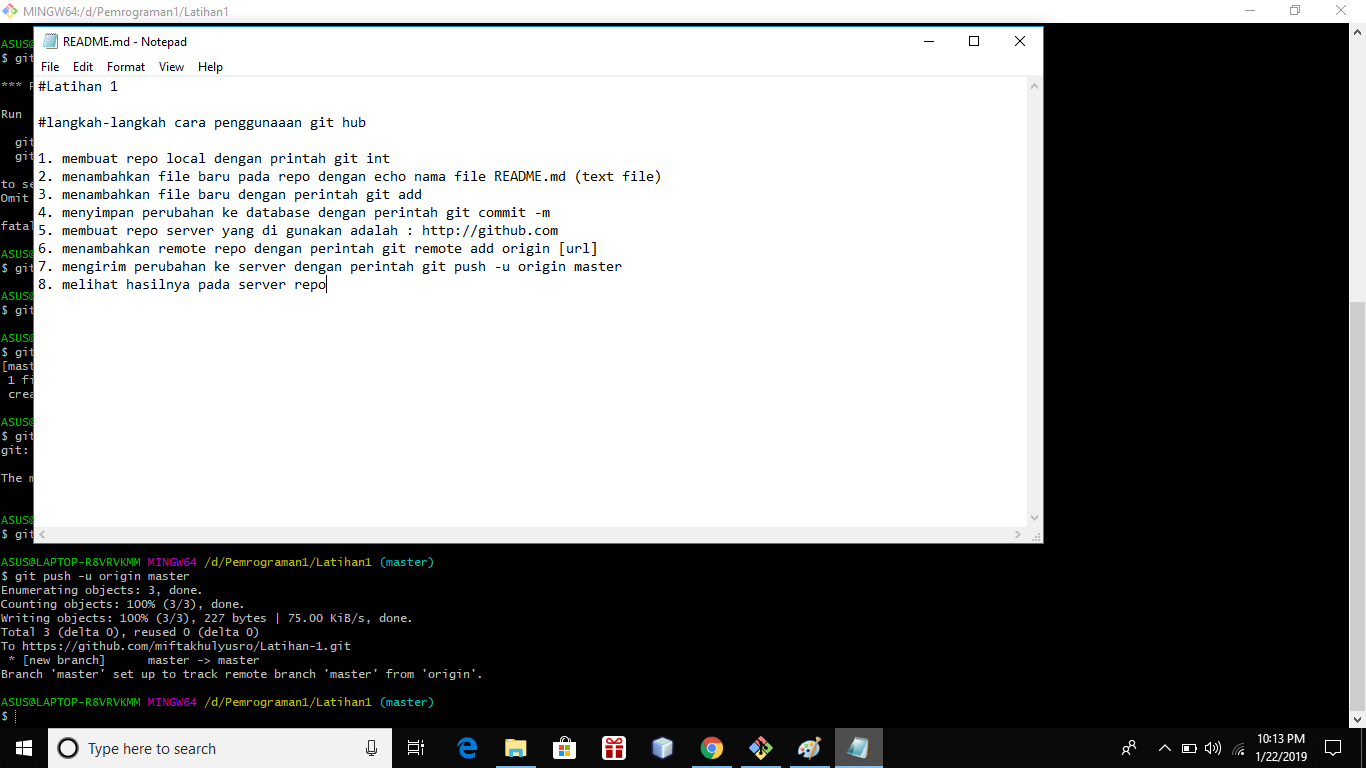 MINGW64:/d/Pemrograman1/Latihan1
README.md - Notepad
File Edit Format View Help
#Latihan 1
#langkah-langkah cara penggunaaan git hub
1. membuat repo local dengan printah git int
2. menambahkan file baru pada repo dengan echo nama file README.md (text file)
3. menambahkan file baru dengan perintah git add
4. menyimpan perubahan ke database dengan perintah git commit -m
5. membuat repo server yang di gunakan adalah : http://github.com
6. menambahkan remote repo dengan perintah git remote add origin [url]
7. mengirim perubahan ke server dengan perintah git push -u origin master
8. melihat hasilnya pada server repo
ASUS@
$ git
***
Run
git
git
to se
Omit
fatal
ASUS@
$ git
ASUS@
$ git
ASUS@
$ git
[mast
1 fi
crea
ASUS@
$ git
git:
The m
ASUS@
$ git
ASUS@LAPTOP-R8VRVKMM MINGW64 /d/Pemrograman1/Latihan1 (master)
$ git push -u origin master
Enumerating objects: 3, done.
Counting objects: 100% (3/3), done.
Writing objects: 100% (3/3), 227 bytes | 75.00 KiB/s, done.
Total 3 (delta 0), reused 0 (delta 0)
To https://github.com/miftakhulyusro/Latihan-1.git
* [new branch] master -> master
Branch 'master' set up to track remote branch 'master' from 'origin'.
ASUS@LAPTOP-R8VRVKMM MINGW64 /d/Pemrograman1/Latihan1 (master)
$
Type here to search
10:13 PM
1/22/2019